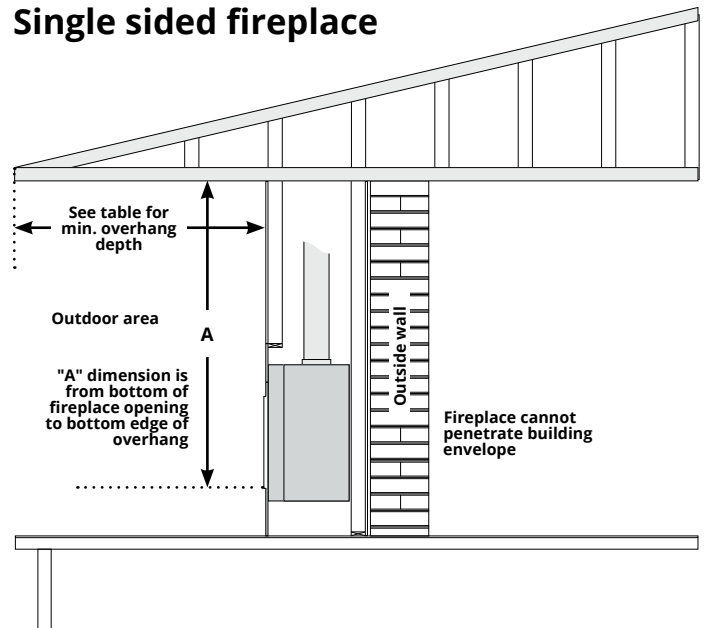 Single sided fireplace
See table for
min. overhang
depth
Outdoor area
A
"A" dimension is
from bottom of
fireplace opening
to bottom edge of
overhang
Outside wall
Fireplace cannot
penetrate building
envelope